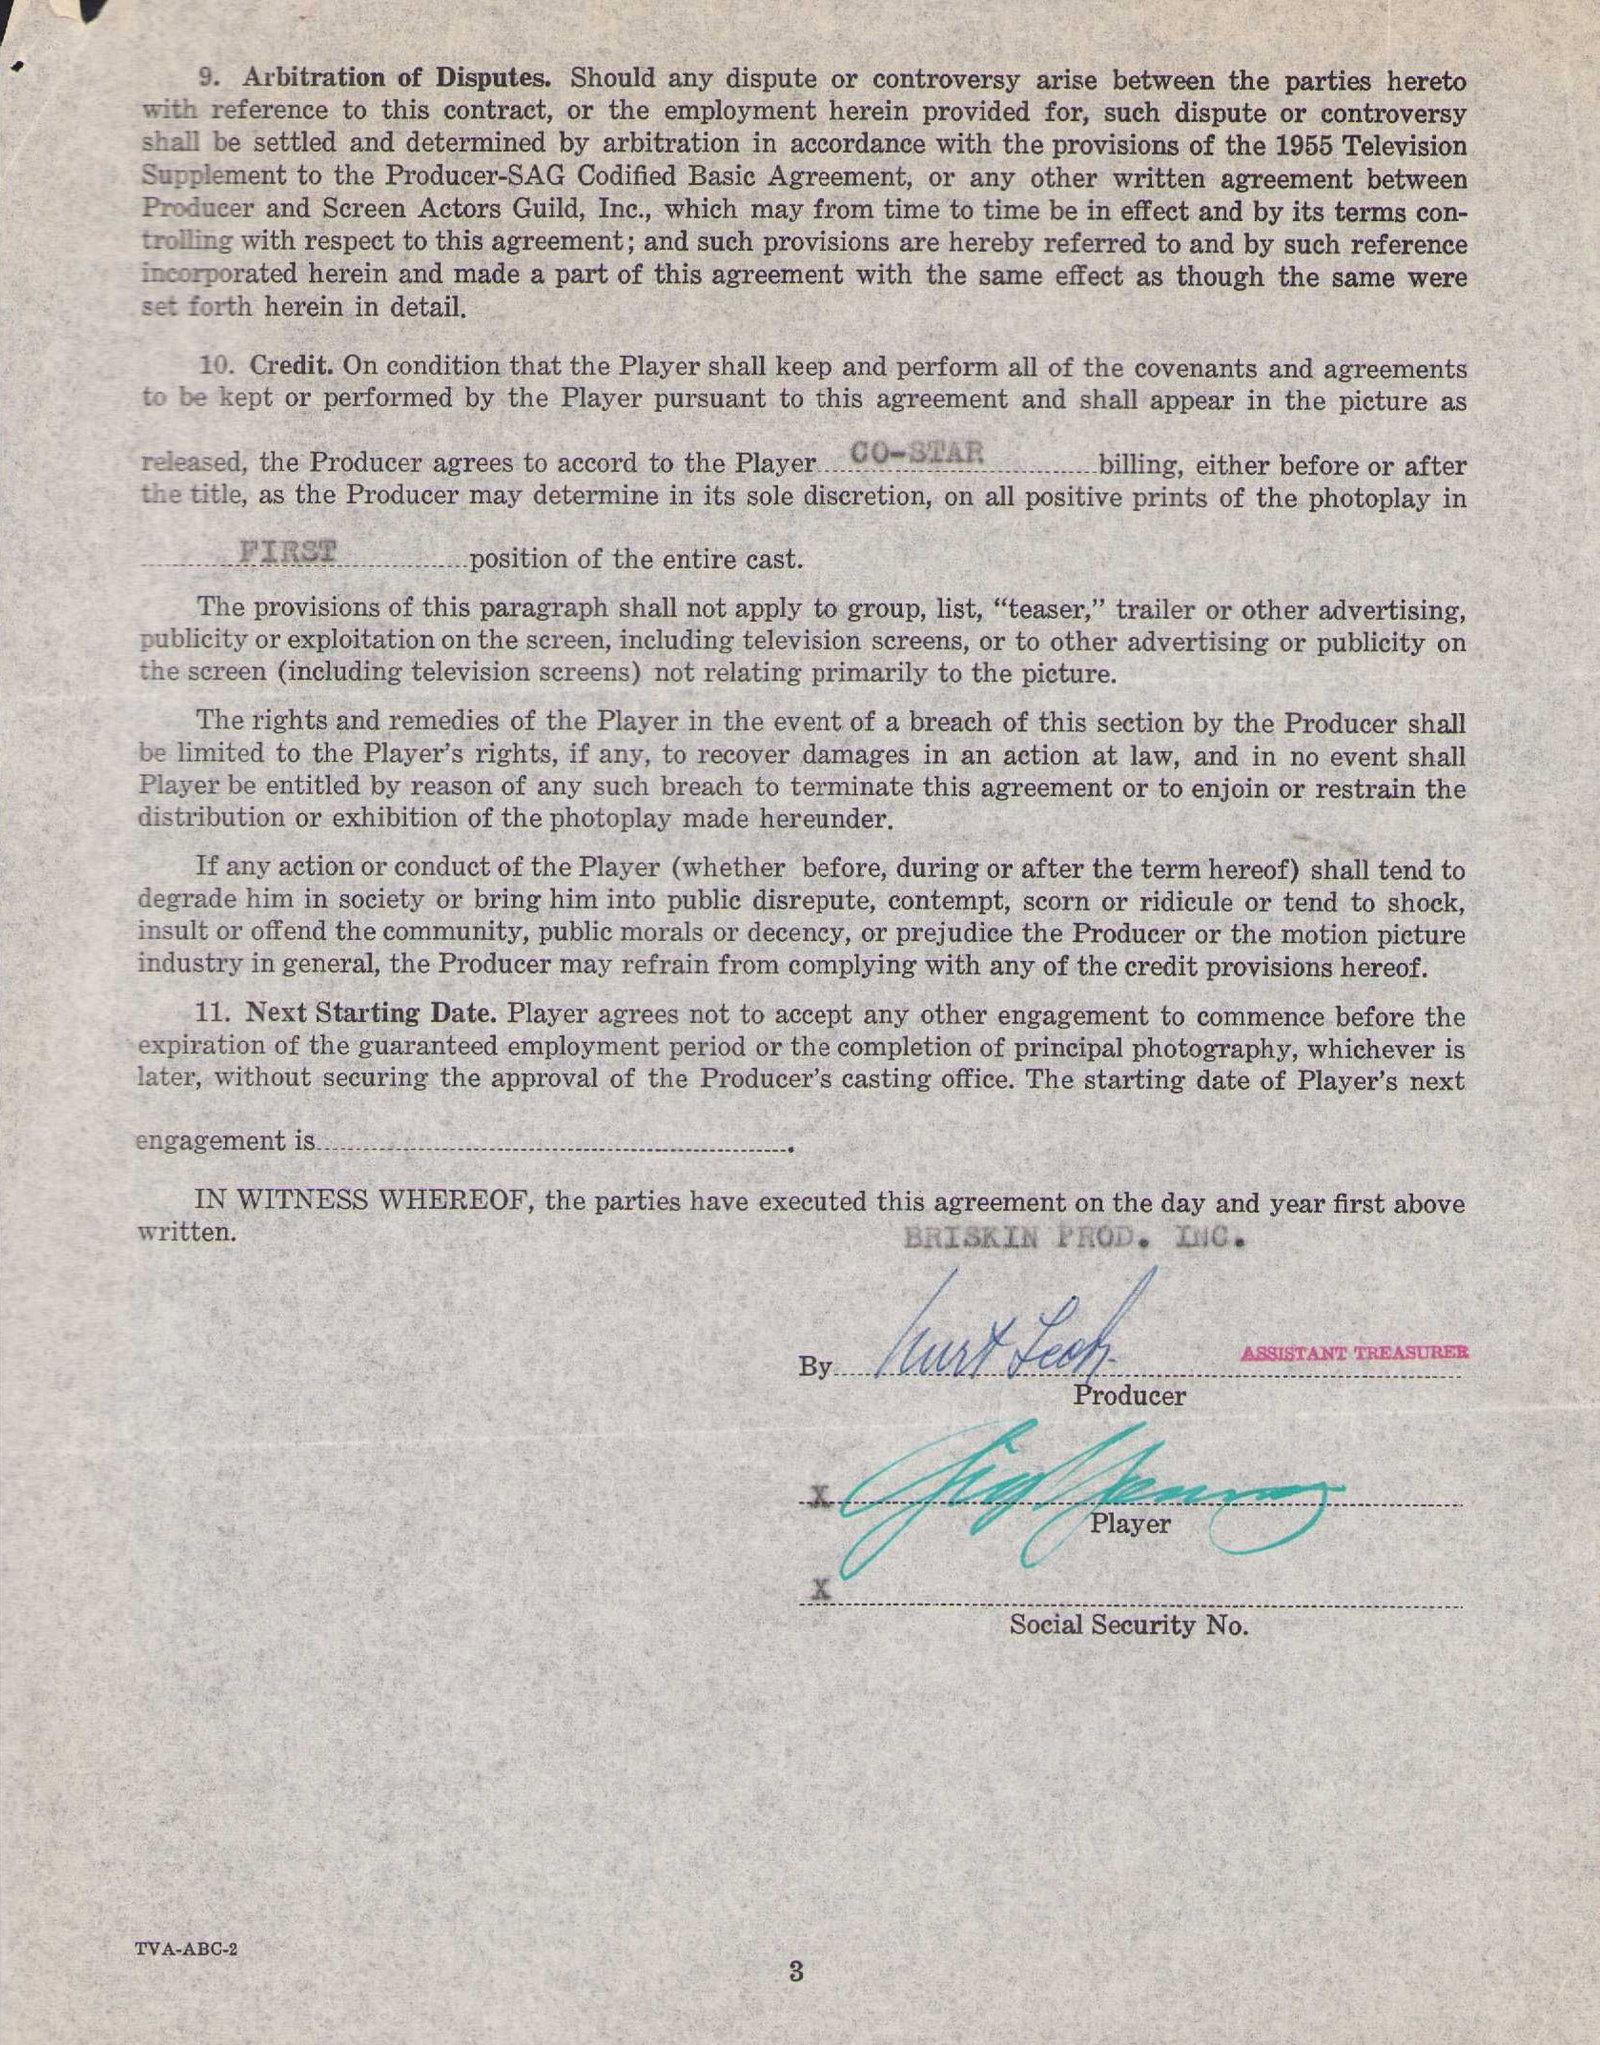 9. Arbitration of Disputes. Should any dispute or controversy arise between the parties hereto
with reference to this contract, or the employment herein provided for, such dispute or controversy
shall be settled and determined by arbitration in accordance with the provisions of the 1955 Television
Supplement to the Producer-SAG Codified Basic Agreement, or any other written agreement between
Producer and Screen Actors Guild, Inc., which may from time to time be in effect and by its terms con-
trolling with respect to this agreement; and such provisions are hereby referred to and by such reference
incorporated herein and made a part of this agreement with the same effect as though the same were
set forth herein in detail.
10. Credit. On condition that the Player shall keep and perform all of the covenants and agreements
to be kept or performed by the Player pursuant to this agreement and shall appear in the picture as
released, the Producer agrees to accord to the Player CO-STAR billing, either before or after
the title, as the Producer may determine in its sole discretion, on all positive prints of the photoplay in
FIRST position of the entire cast.
The provisions of this paragraph shall not apply to group, list, “teaser,” trailer or other advertising,
publicity or exploitation on the screen, including television screens, or to other advertising or publicity on
the screen (including television screens) not relating primarily to the picture.
The rights and remedies of the Player in the event of a breach of this section by the Producer shall
be limited to the Player’s rights, if any, to recover damages in an action at law, and in no event shall
Player be entitled by reason of any such breach to terminate this agreement or to enjoin or restrain the
distribution or exhibition of the photoplay made hereunder.
If any action or conduct of the Player (whether before, during or after the term hereof) shall tend to
degrade him in society or bring him into public disrepute, contempt, scorn or ridicule or tend to shock,
insult or offend the community, public morals or decency, or prejudice the Producer or the motion picture
industry in general, the Producer may refrain from complying with any of the credit provisions hereof.
11. Next Starting Date. Player agrees not to accept any other engagement to commence before the
expiration of the guaranteed employment period or the completion of principal photography, whichever is
later, without securing the approval of the Producer’s casting office. The starting date of Player’s next
engagement is.
IN WITNESS WHEREOF, the parties have executed this agreement on the day and year first above
written.
BRISKIN PROD. INC.
By Kurt ASSISTANT TREASURER
Producer
X Gig Young
Player
X
Social Security No.
TVA-ABC-2
3